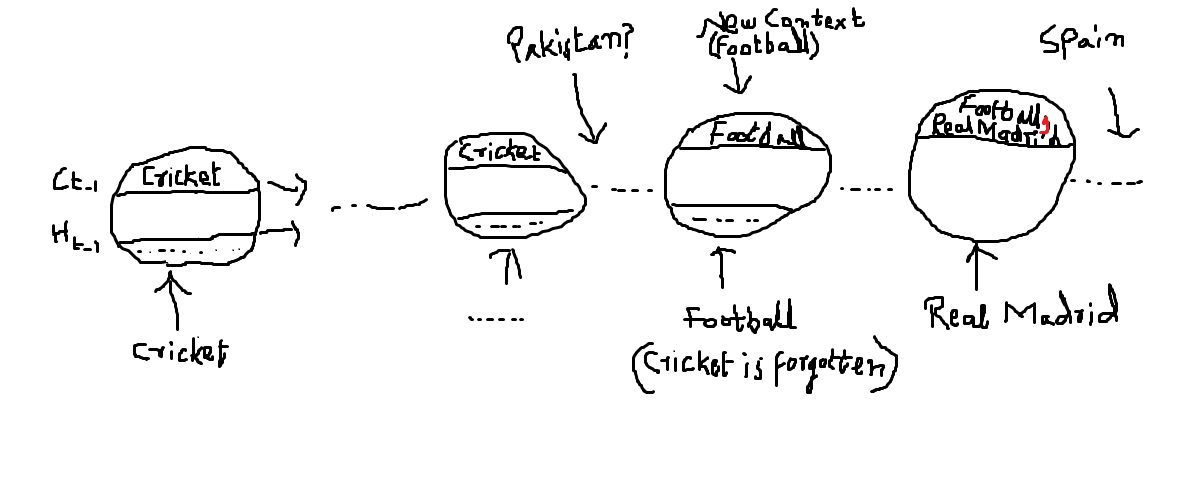 Pakistan?
New Context
(Football)
Spain
Ct-1
Cricket
Cricket
Football
Football,
Real Madrid
Ht-1
Cricket
Football
(Cricket is forgotten)
Real Madrid